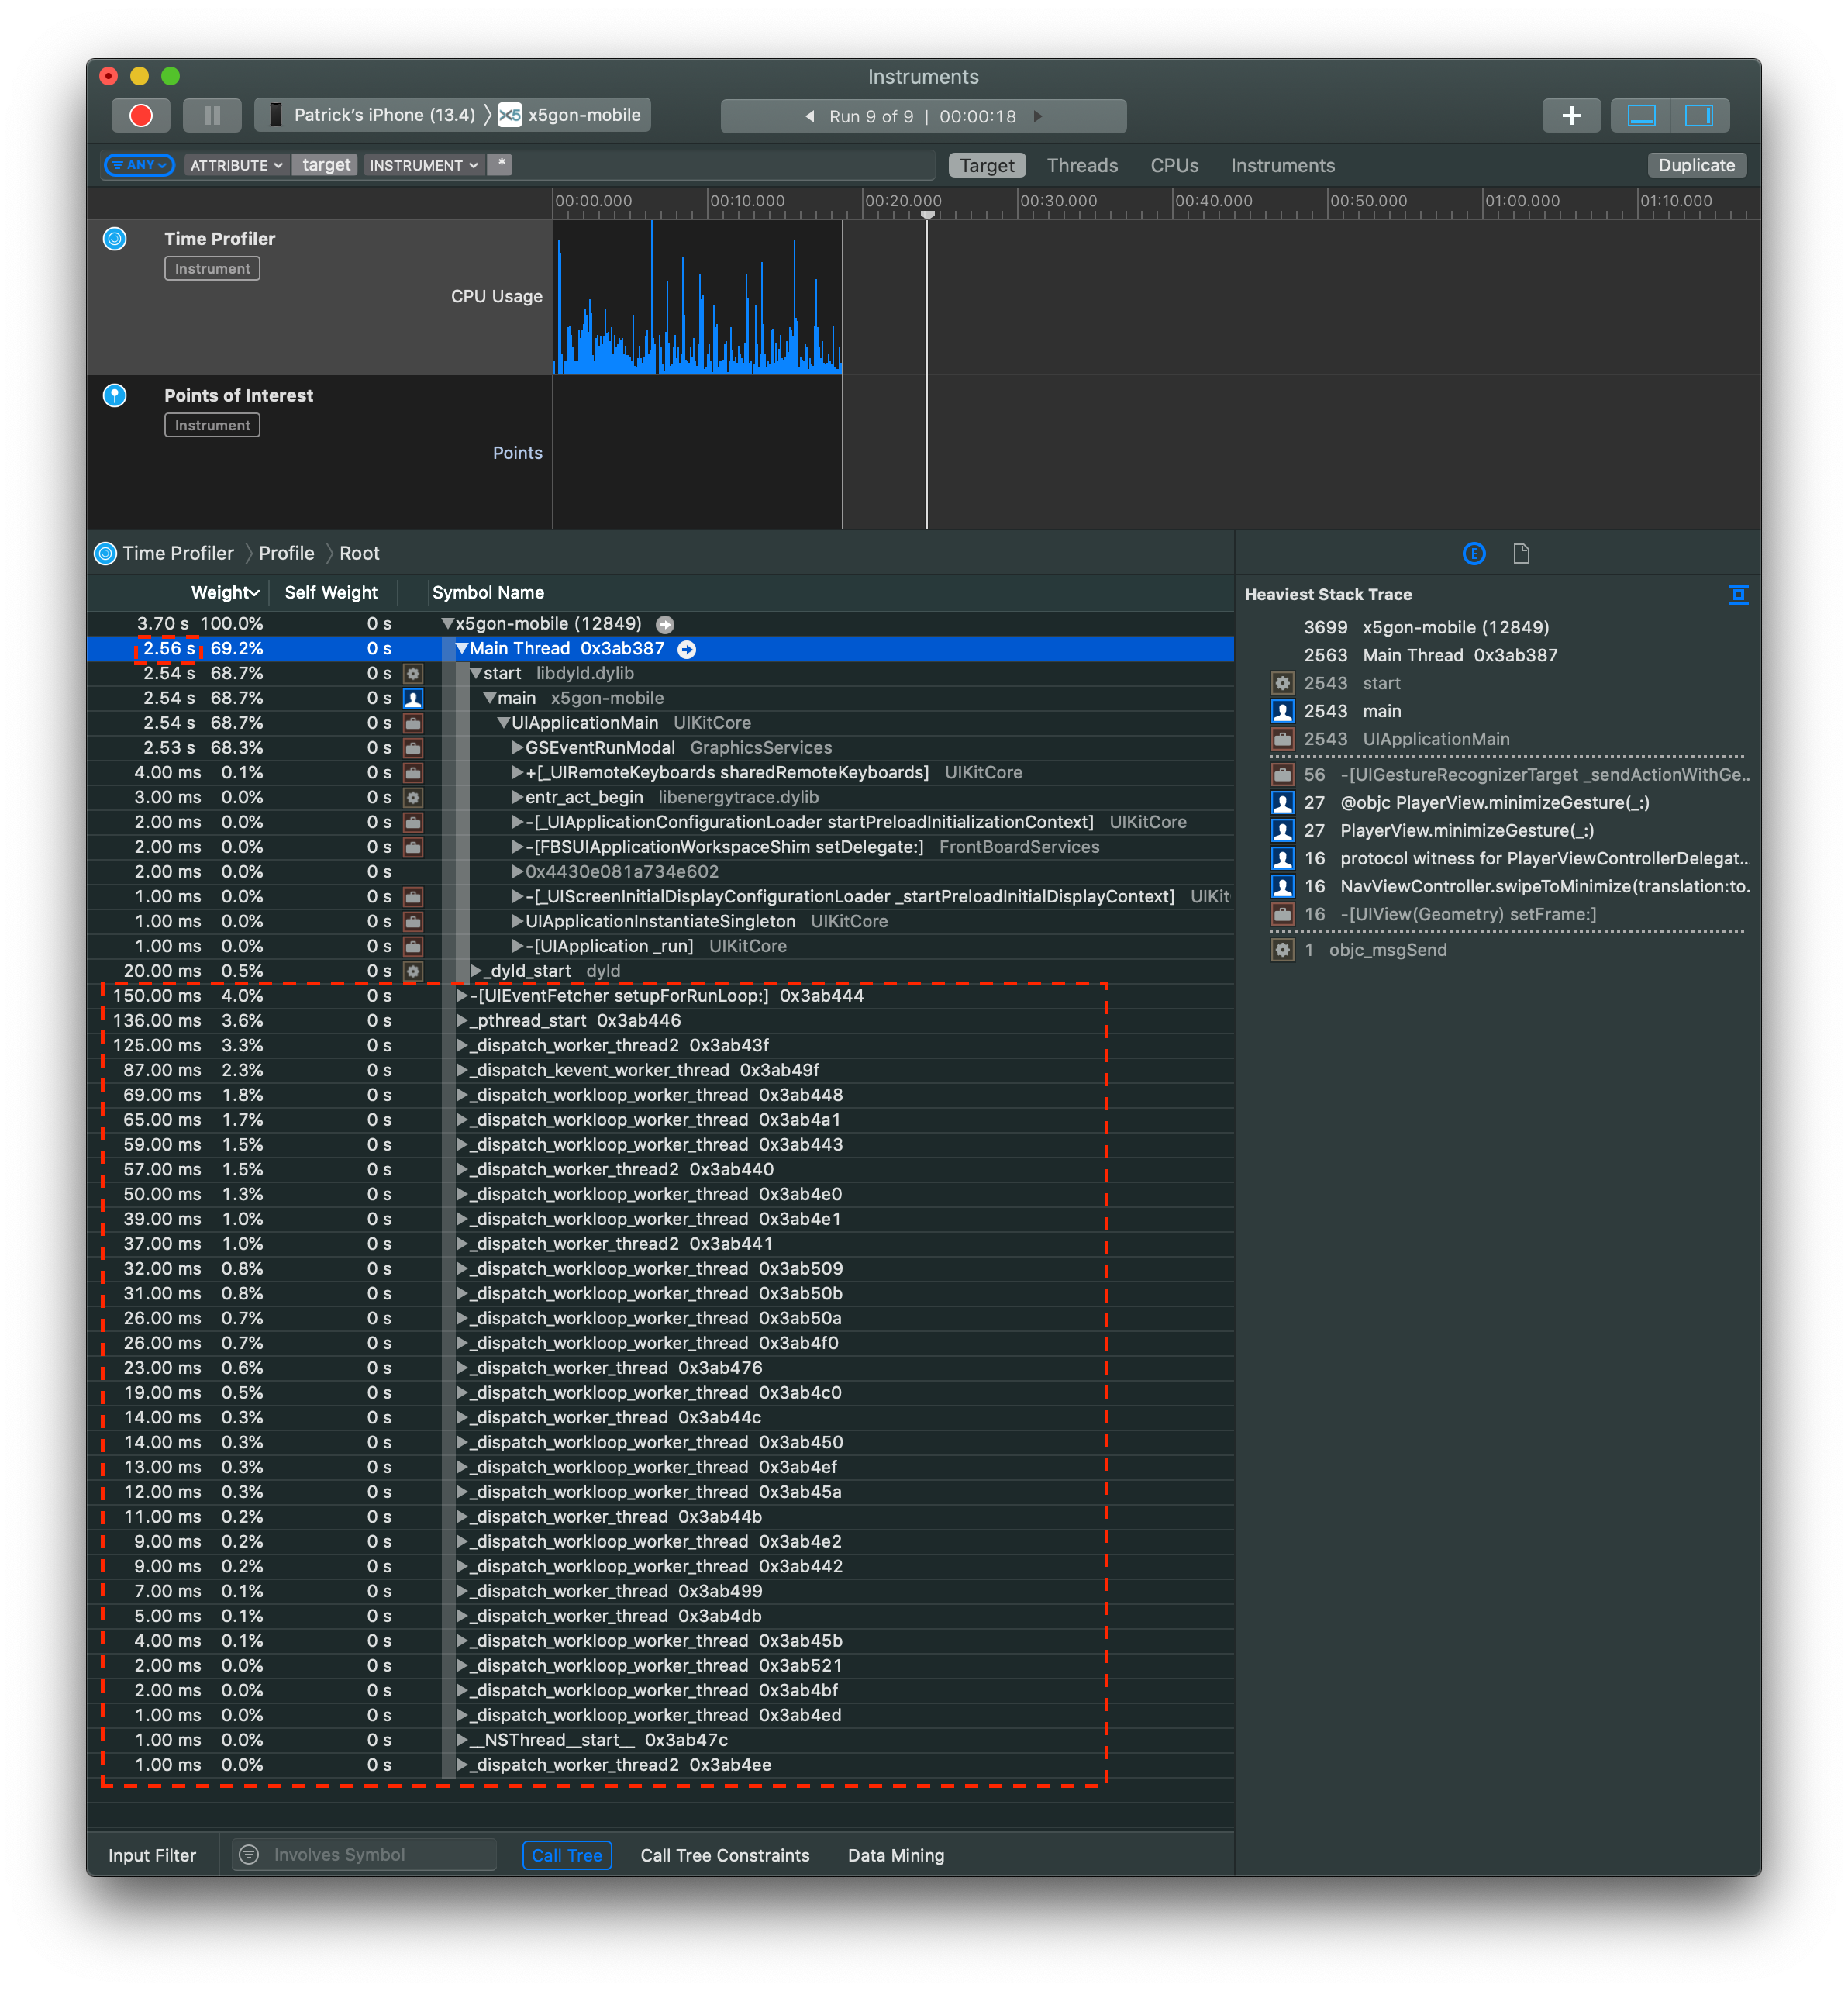 Instruments
Patrick’s iPhone (13.4) x5gon-mobile
Run 9 of 9 | 00:00:18
ANY ATTRIBUTE target INSTRUMENT *
Target Threads CPUs Instruments Duplicate
00:00.000 00:10.000 00:20.000 00:30.000 00:40.000 00:50.000 01:00.000 01:10.000
Time Profiler
Instrument
CPU Usage
Points of Interest
Instrument
Points
Time Profiler Profile Root
Weight Self Weight Symbol Name
3.70 s 100.0% 0 s x5gon-mobile (12849)
2.56 s 69.2% 0 s Main Thread 0x3ab387
2.54 s 68.7% 0 s start libdyld.dylib
2.54 s 68.7% 0 s main x5gon-mobile
2.54 s 68.7% 0 s UIApplicationMain UIKitCore
2.53 s 68.3% 0 s GSEventRunModal GraphicsServices
4.00 ms 0.1% 0 s +[_UIRemoteKeyboards sharedRemoteKeyboards] UIKitCore
3.00 ms 0.0% 0 s entr_act_begin libenergytrace.dylib
2.00 ms 0.0% 0 s -[_UIApplicationConfigurationLoader startPreloadInitializationContext] UIKitCore
2.00 ms 0.0% 0 s -[FBSUIApplicationWorkspaceShim setDelegate:] FrontBoardServices
2.00 ms 0.0% 0 s 0x4430e081a734e602
1.00 ms 0.0% 0 s -[_UIScreenInitialDisplayConfigurationLoader _startPreloadInitialDisplayContext] UIKit
1.00 ms 0.0% 0 s UIApplicationInstantiateSingleton UIKitCore
1.00 ms 0.0% 0 s -[UIApplication _run] UIKitCore
20.00 ms 0.5% 0 s _dyld_start dyld
150.00 ms 4.0% 0 s -[UIEventFetcher setupForRunLoop:] 0x3ab444
136.00 ms 3.6% 0 s _pthread_start 0x3ab446
125.00 ms 3.3% 0 s _dispatch_worker_thread2 0x3ab43f
87.00 ms 2.3% 0 s _dispatch_kevent_worker_thread 0x3ab49f
69.00 ms 1.8% 0 s _dispatch_workloop_worker_thread 0x3ab448
65.00 ms 1.7% 0 s _dispatch_workloop_worker_thread 0x3ab4a1
59.00 ms 1.5% 0 s _dispatch_workloop_worker_thread 0x3ab443
57.00 ms 1.5% 0 s _dispatch_worker_thread2 0x3ab440
50.00 ms 1.3% 0 s _dispatch_workloop_worker_thread 0x3ab4e0
39.00 ms 1.0% 0 s _dispatch_workloop_worker_thread 0x3ab4e1
37.00 ms 1.0% 0 s _dispatch_worker_thread2 0x3ab441
32.00 ms 0.8% 0 s _dispatch_workloop_worker_thread 0x3ab509
31.00 ms 0.8% 0 s _dispatch_workloop_worker_thread 0x3ab50b
26.00 ms 0.7% 0 s _dispatch_workloop_worker_thread 0x3ab50a
26.00 ms 0.7% 0 s _dispatch_workloop_worker_thread 0x3ab4f0
23.00 ms 0.6% 0 s _dispatch_worker_thread 0x3ab476
19.00 ms 0.5% 0 s _dispatch_workloop_worker_thread 0x3ab4c0
14.00 ms 0.3% 0 s _dispatch_worker_thread 0x3ab44c
14.00 ms 0.3% 0 s _dispatch_workloop_worker_thread 0x3ab450
13.00 ms 0.3% 0 s _dispatch_workloop_worker_thread 0x3ab4ef
12.00 ms 0.3% 0 s _dispatch_workloop_worker_thread 0x3ab45a
11.00 ms 0.2% 0 s _dispatch_worker_thread 0x3ab44b
9.00 ms 0.2% 0 s _dispatch_workloop_worker_thread 0x3ab4e2
9.00 ms 0.2% 0 s _dispatch_workloop_worker_thread 0x3ab442
7.00 ms 0.1% 0 s _dispatch_worker_thread 0x3ab499
5.00 ms 0.1% 0 s _dispatch_worker_thread 0x3ab4db
4.00 ms 0.1% 0 s _dispatch_workloop_worker_thread 0x3ab45b
2.00 ms 0.0% 0 s _dispatch_workloop_worker_thread 0x3ab521
2.00 ms 0.0% 0 s _dispatch_workloop_worker_thread 0x3ab4bf
1.00 ms 0.0% 0 s _dispatch_workloop_worker_thread 0x3ab4ed
1.00 ms 0.0% 0 s __NSThread__start__ 0x3ab47c
1.00 ms 0.0% 0 s _dispatch_worker_thread2 0x3ab4ee
E
Heaviest Stack Trace
3699 x5gon-mobile (12849)
2563 Main Thread 0x3ab387
2543 start
2543 main
2543 UIApplicationMain
56 -[UIGestureRecognizerTarget _sendActionWithGe...
27 @objc PlayerView.minimizeGesture(_:)
27 PlayerView.minimizeGesture(_:)
16 protocol witness for PlayerViewControllerDelegat...
16 NavViewController.swipeToMinimize(translation:to...
16 -[UIView(Geometry) setFrame:]
1 objc_msgSend
Input Filter Involves Symbol Call Tree Call Tree Constraints Data Mining